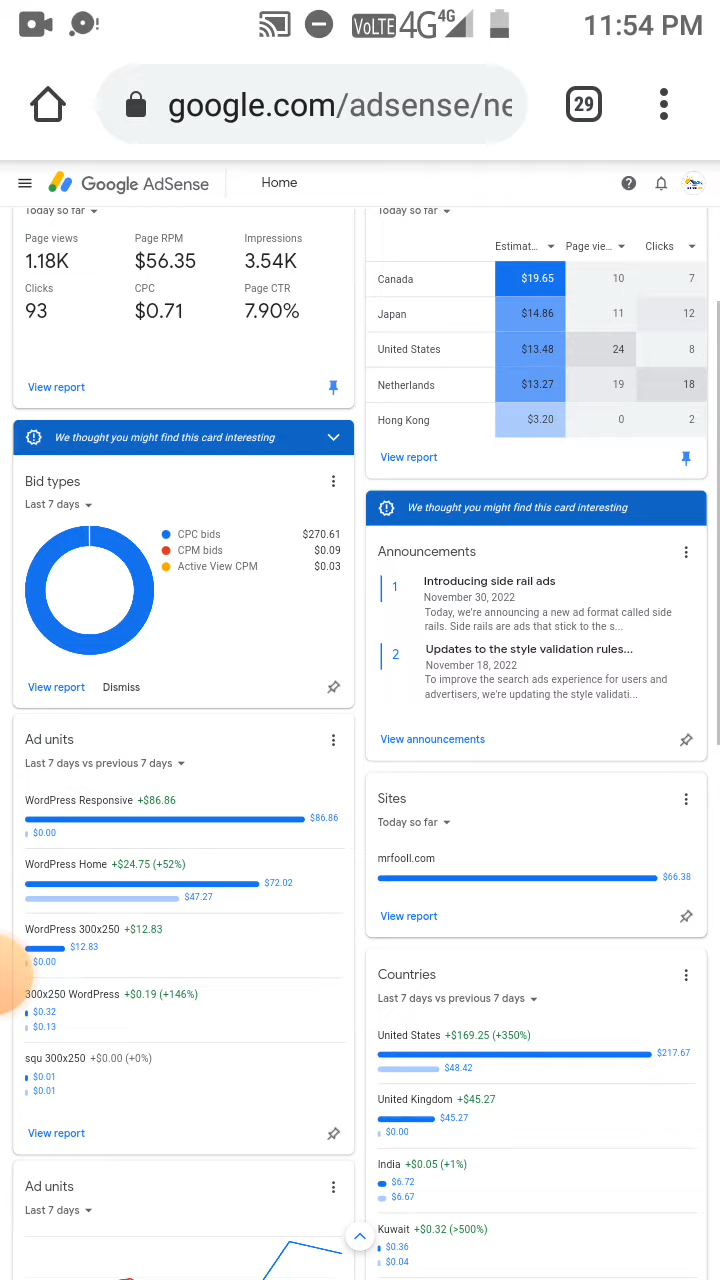 VoLTE 4G 4G 11:54 PM
google.com/adsense/ne
29
Google AdSense Home
Today so far
Page views Page RPM Impressions
1.18K $56.35 3.54K
Clicks CPC Page CTR
93 $0.71 7.90%
View report
Today so far
Estimat... Page vie... Clicks
Canada $19.65 10 7
Japan $14.86 11 12
United States $13.48 24 8
Netherlands $13.27 19 18
Hong Kong $3.20 0 2
View report
We thought you might find this card interesting
Bid types
Last 7 days
CPC bids $270.61
CPM bids $0.09
Active View CPM $0.03
View report Dismiss
We thought you might find this card interesting
Announcements
1 Introducing side rail ads
November 30, 2022
Today, we're announcing a new ad format called side
rails. Side rails are ads that stick to the s...
2 Updates to the style validation rules...
November 18, 2022
To improve the search ads experience for users and
advertisers, we're updating the style validati...
View announcements
Ad units
Last 7 days vs previous 7 days
WordPress Responsive +$86.86
$86.86
$0.00
WordPress Home +$24.75 (+52%)
$72.02
$47.27
WordPress 300x250 +$12.83
$12.83
$0.00
300x250 WordPress +$0.19 (+146%)
$0.32
$0.13
squ 300x250 +$0.00 (+0%)
$0.01
$0.01
View report
Sites
Today so far
mrfooll.com
$66.38
View report
Countries
Last 7 days vs previous 7 days
United States +$169.25 (+350%)
$217.67
$48.42
United Kingdom +$45.27
$45.27
$0.00
India +$0.05 (+1%)
$6.72
$6.67
Kuwait +$0.32 (>500%)
$0.36
$0.04
Ad units
Last 7 days